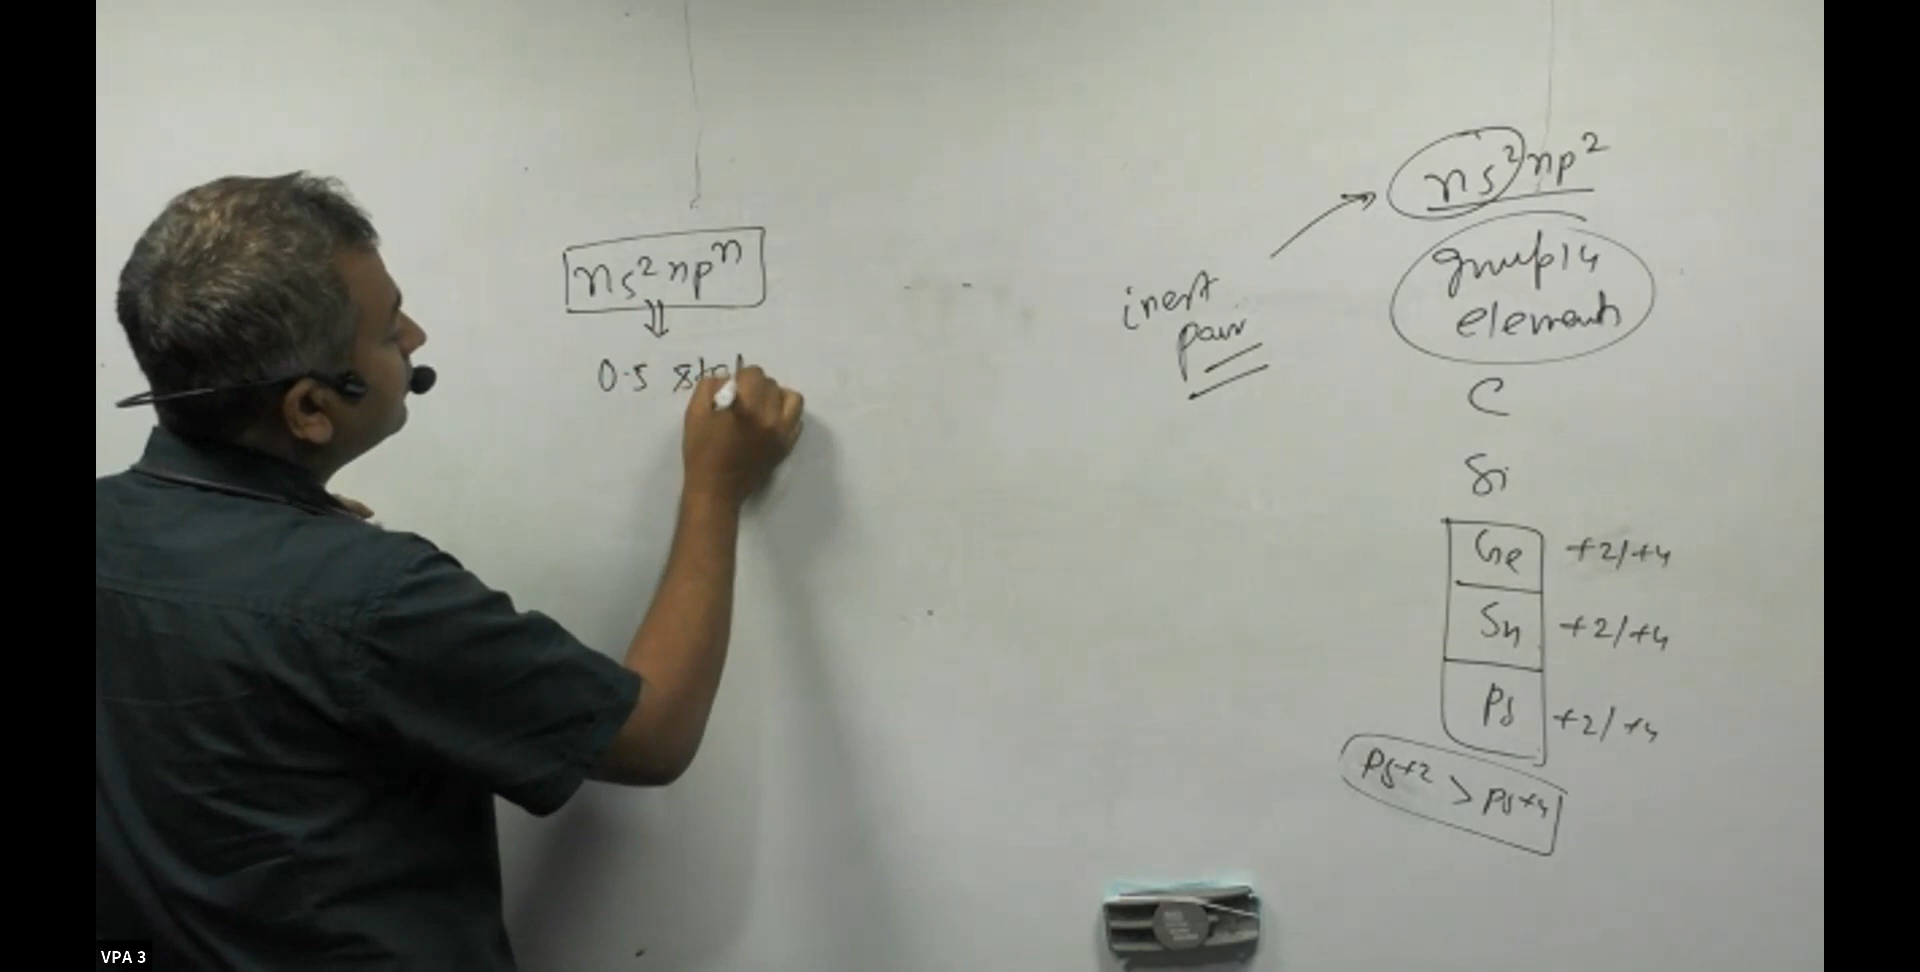 ns²npⁿ
0.5 stat
inert
pair
ns²np²
group 14
elements
C
Si
Ge +2/+4
Sn +2/+4
Pb +2/+4
Pb+2 > Pb+4
VPA 3